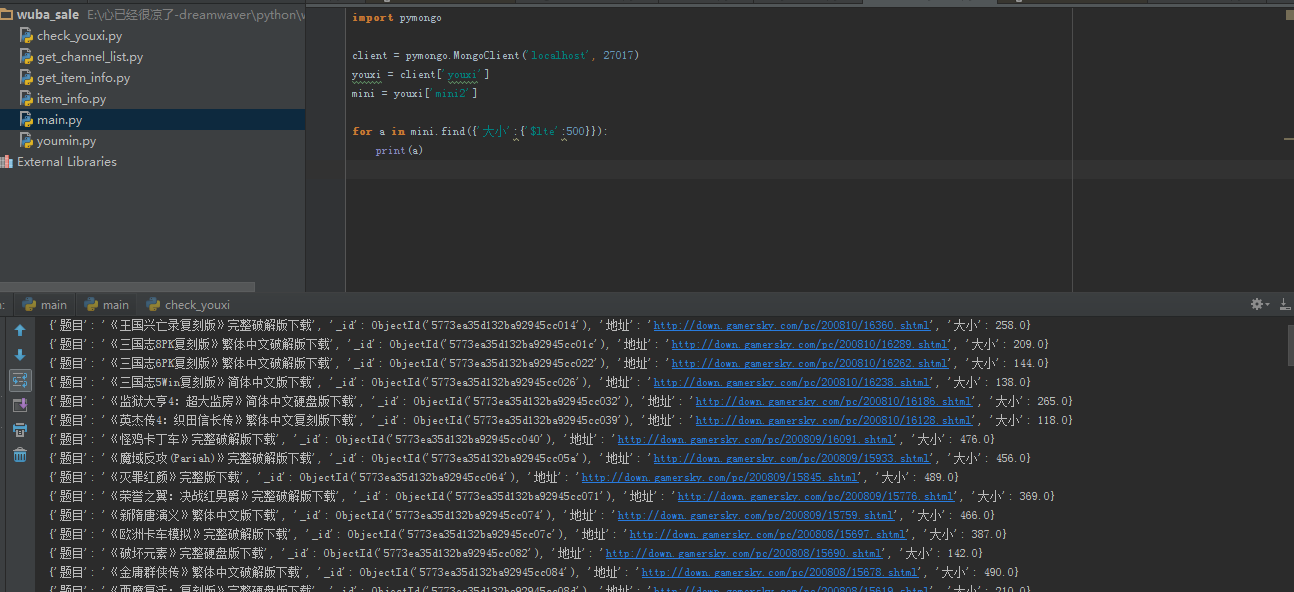 wuba_sale E:\心已经很凉了-dreamwaver\python\w
check_youxi.py
get_channel_list.py
get_item_info.py
item_info.py
main.py
youmin.py
External Libraries
import pymongo
client = pymongo.MongoClient('localhost', 27017)
youxi = client['youxi']
mini = youxi['mini2']
for a in mini.find({'大小':{'$lte':500}}):
print(a)
main main check_youxi
{'题目': '《王国兴亡录复刻版》完整破解版下载', '_id': ObjectId('5773ea35d132ba92945cc014'), '地址': 'http://down.gamersky.com/pc/200810/16360.shtml', '大小': 258.0}
{'题目': '《三国志8PK复刻版》繁体中文破解版下载', '_id': ObjectId('5773ea35d132ba92945cc01c'), '地址': 'http://down.gamersky.com/pc/200810/16289.shtml', '大小': 209.0}
{'题目': '《三国志6PK复刻版》繁体中文破解版下载', '_id': ObjectId('5773ea35d132ba92945cc022'), '地址': 'http://down.gamersky.com/pc/200810/16262.shtml', '大小': 144.0}
{'题目': '《三国志5Win复刻版》简体中文版下载', '_id': ObjectId('5773ea35d132ba92945cc026'), '地址': 'http://down.gamersky.com/pc/200810/16238.shtml', '大小': 138.0}
{'题目': '《监狱大亨4: 超大监房》简体中文硬盘版下载', '_id': ObjectId('5773ea35d132ba92945cc032'), '地址': 'http://down.gamersky.com/pc/200810/16186.shtml', '大小': 265.0}
{'题目': '《英杰传4: 织田信长传》繁体中文复刻版下载', '_id': ObjectId('5773ea35d132ba92945cc039'), '地址': 'http://down.gamersky.com/pc/200810/16128.shtml', '大小': 118.0}
{'题目': '《怪鸡卡丁车》完整破解版下载', '_id': ObjectId('5773ea35d132ba92945cc040'), '地址': 'http://down.gamersky.com/pc/200809/16091.shtml', '大小': 476.0}
{'题目': '《魔域反攻(Pariah)》完整破解版下载', '_id': ObjectId('5773ea35d132ba92945cc05a'), '地址': 'http://down.gamersky.com/pc/200809/15933.shtml', '大小': 456.0}
{'题目': '《灭罪红颜》完整版下载', '_id': ObjectId('5773ea35d132ba92945cc064'), '地址': 'http://down.gamersky.com/pc/200809/15845.shtml', '大小': 489.0}
{'题目': '《荣誉之翼: 决战红男爵》完整破解版下载', '_id': ObjectId('5773ea35d132ba92945cc071'), '地址': 'http://down.gamersky.com/pc/200809/15776.shtml', '大小': 369.0}
{'题目': '《新隋唐演义》繁体中文版下载', '_id': ObjectId('5773ea35d132ba92945cc074'), '地址': 'http://down.gamersky.com/pc/200809/15759.shtml', '大小': 466.0}
{'题目': '《欧洲卡车模拟》完整破解版下载', '_id': ObjectId('5773ea35d132ba92945cc07c'), '地址': 'http://down.gamersky.com/pc/200808/15697.shtml', '大小': 387.0}
{'题目': '《破坏元素》完整硬盘版下载', '_id': ObjectId('5773ea35d132ba92945cc082'), '地址': 'http://down.gamersky.com/pc/200808/15690.shtml', '大小': 142.0}
{'题目': '《金庸群侠传》繁体中文破解版下载', '_id': ObjectId('5773ea35d132ba92945cc084'), '地址': 'http://down.gamersky.com/pc/200808/15678.shtml', '大小': 490.0}